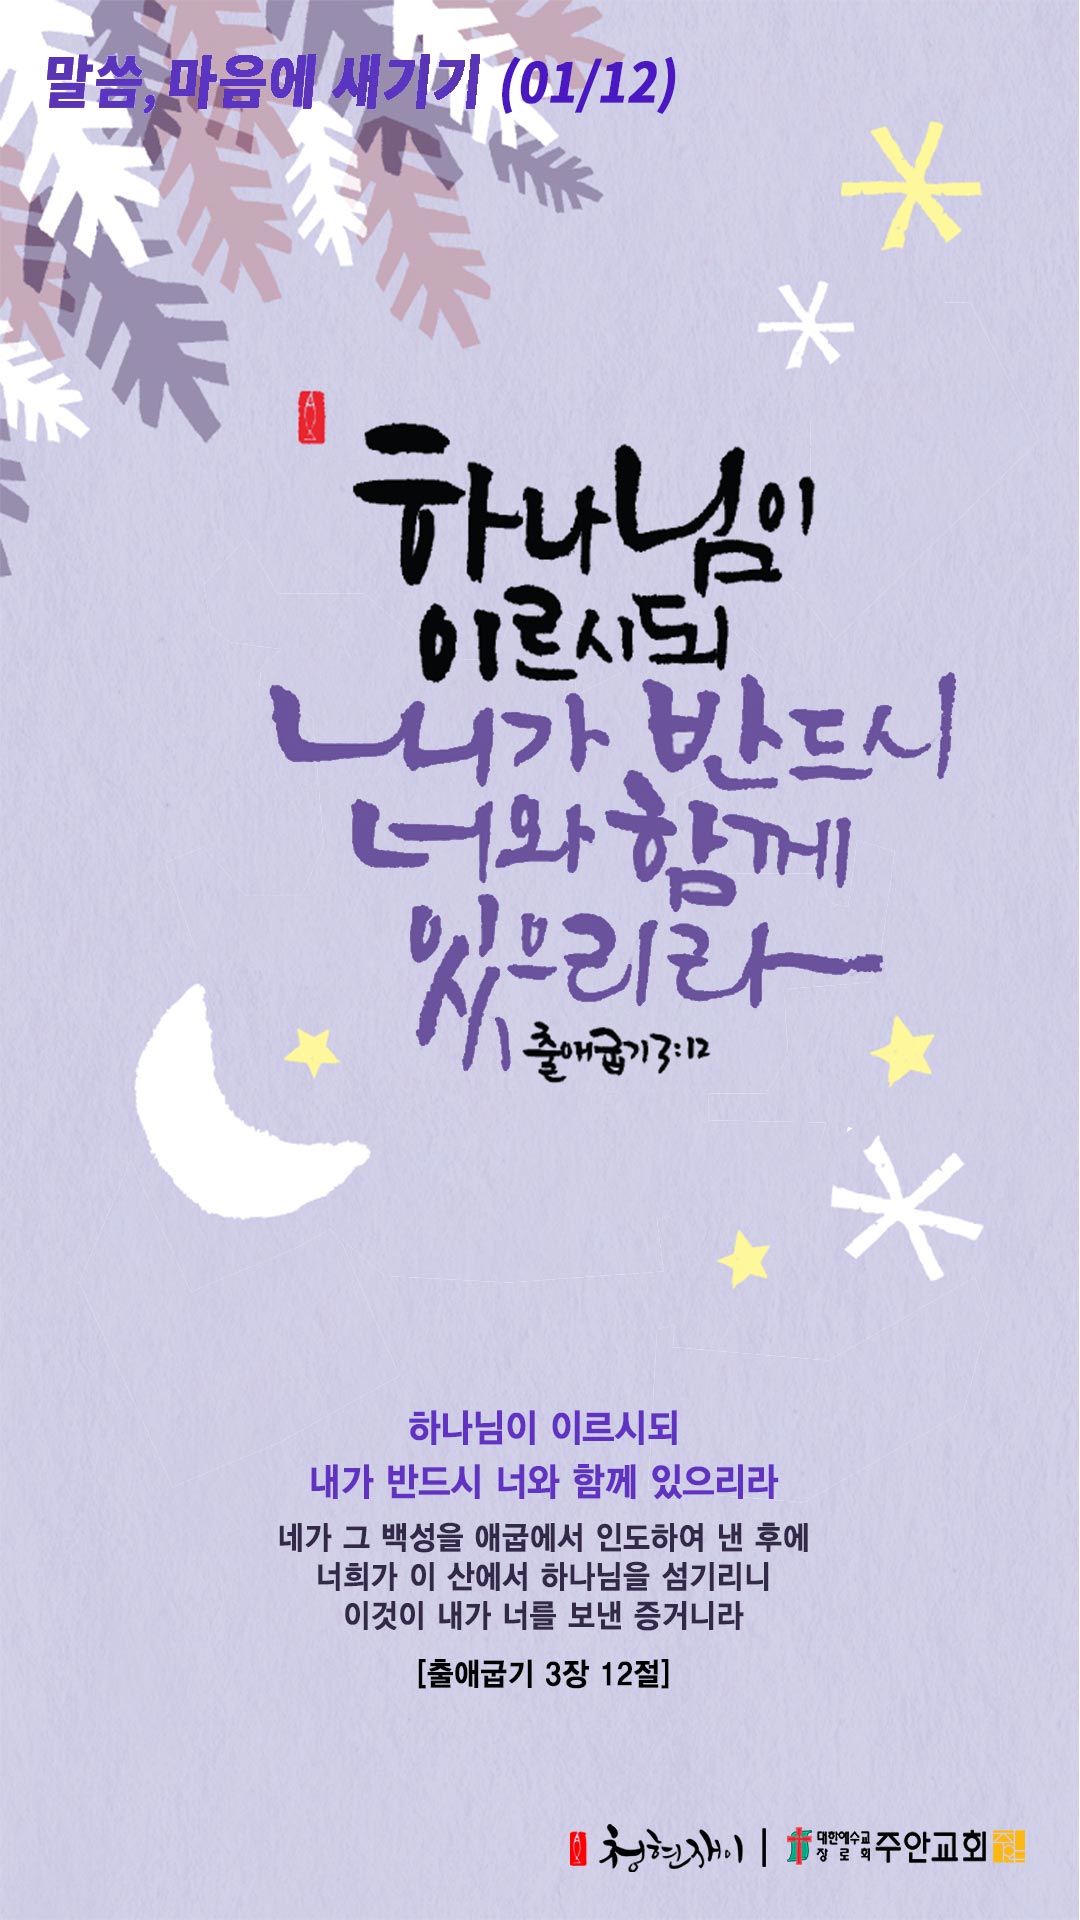 말씀, 마음에 새기기 (01/12)
하나님이
이르시되
내가 반드시
너와 함께
있으리라
출애굽기 3:12
하나님이 이르시되
내가 반드시 너와 함께 있으리라
네가 그 백성을 애굽에서 인도하여 낸 후에
너희가 이 산에서 하나님을 섬기리니
이것이 내가 너를 보낸 증거니라
[출애굽기 3장 12절]
청현재이 | 대한예수교 장로회 주안교회